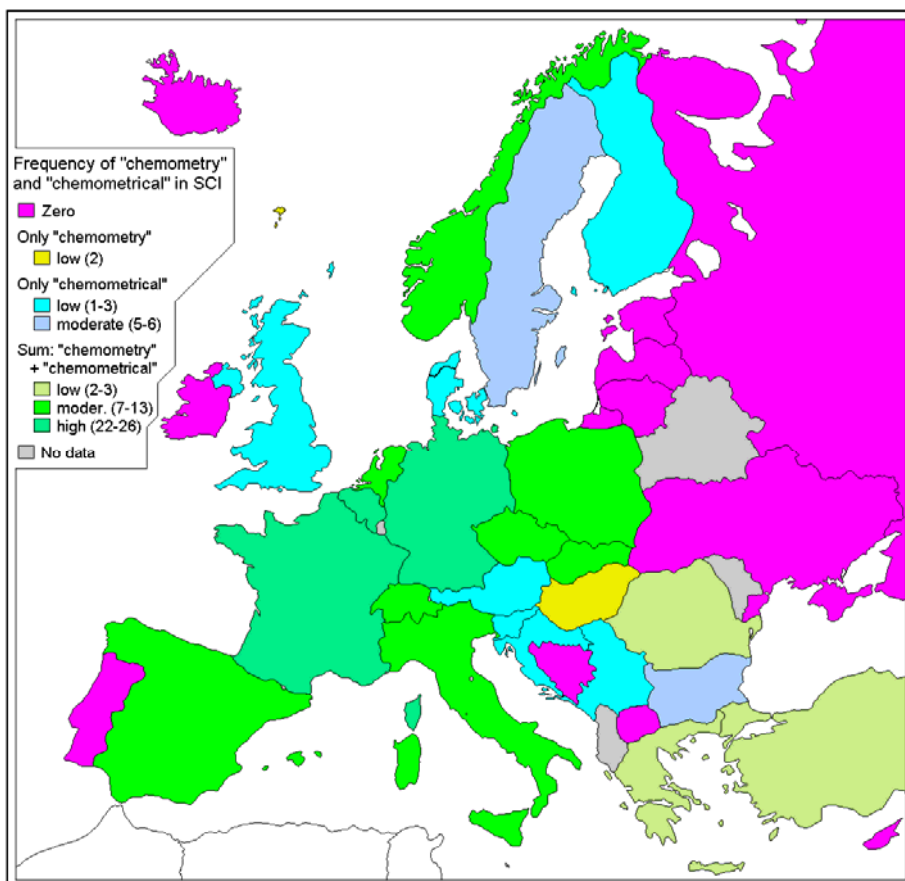 Frequency of "chemometry"
and "chemometrical" in SCI
Zero
Only "chemometry"
low (2)
Only "chemometrical"
low (1-3)
moderate (5-6)
Sum: "chemometry"
+ "chemometrical"
low (2-3)
moder. (7-13)
high (22-26)
No data